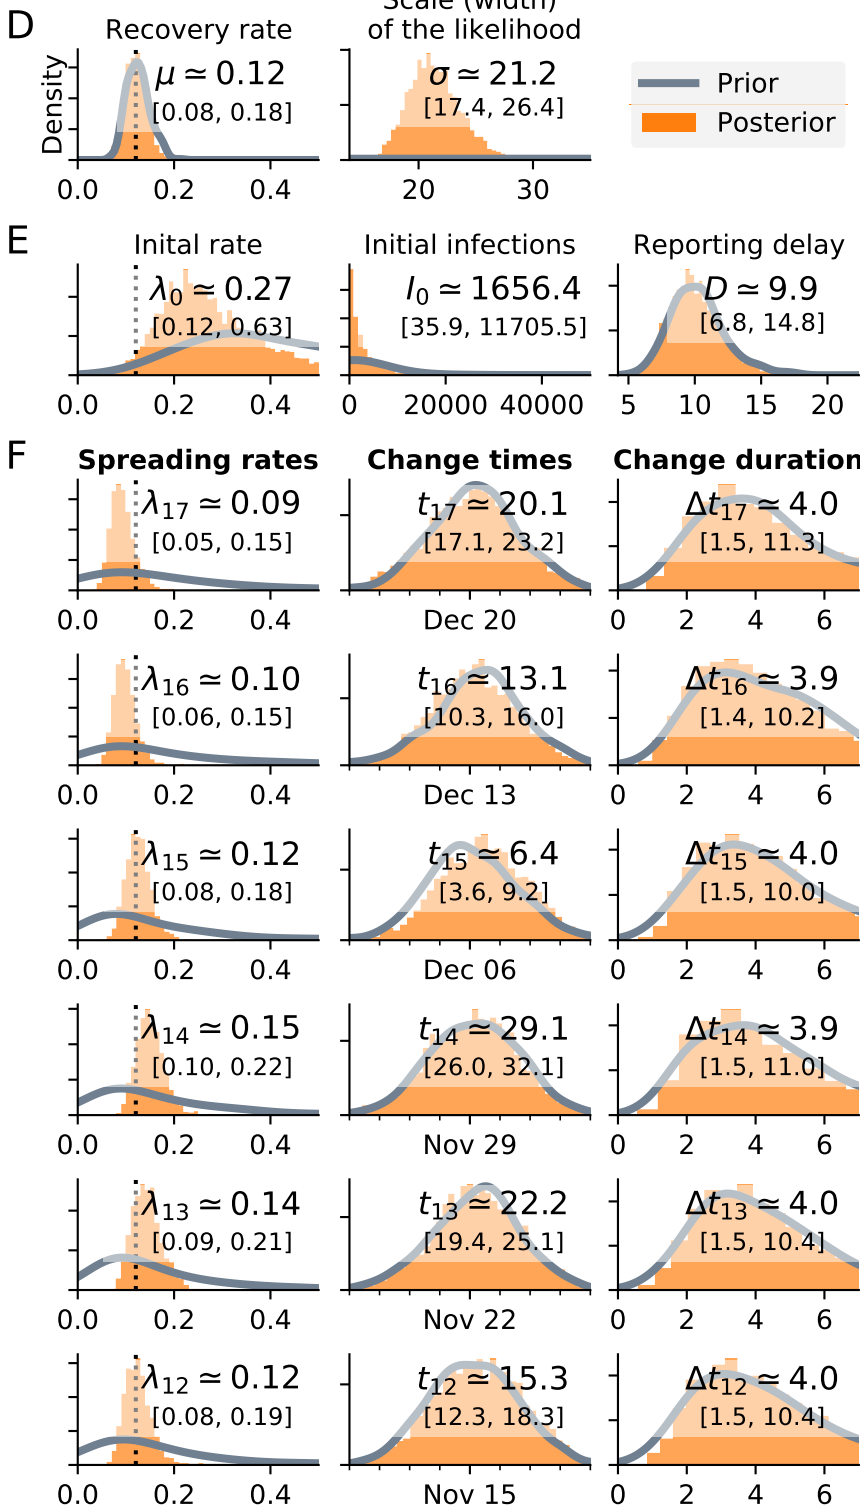 D
Scale (width)
Recovery rate
of the likelihood
Density
μ ≃ 0.12
[0.08, 0.18]
σ ≃ 21.2
[17.4, 26.4]
Prior
Posterior
0.0 0.2 0.4
20 30
E
Inital rate
Initial infections
Reporting delay
λ0 ≃ 0.27
[0.12, 0.63]
I0 ≃ 1656.4
[35.9, 11705.5]
D ≃ 9.9
[6.8, 14.8]
0.0 0.2 0.4
0 20000 40000
5 10 15 20
F
Spreading rates
Change times
Change duration
λ17 ≃ 0.09
[0.05, 0.15]
t17 ≃ 20.1
[17.1, 23.2]
Δt17 ≃ 4.0
[1.5, 11.3]
0.0 0.2 0.4
Dec 20
0 2 4 6
λ16 ≃ 0.10
[0.06, 0.15]
t16 ≃ 13.1
[10.3, 16.0]
Δt16 ≃ 3.9
[1.4, 10.2]
0.0 0.2 0.4
Dec 13
0 2 4 6
λ15 ≃ 0.12
[0.08, 0.18]
t15 ≃ 6.4
[3.6, 9.2]
Δt15 ≃ 4.0
[1.5, 10.0]
0.0 0.2 0.4
Dec 06
0 2 4 6
λ14 ≃ 0.15
[0.10, 0.22]
t14 ≃ 29.1
[26.0, 32.1]
Δt14 ≃ 3.9
[1.5, 11.0]
0.0 0.2 0.4
Nov 29
0 2 4 6
λ13 ≃ 0.14
[0.09, 0.21]
t13 ≃ 22.2
[19.4, 25.1]
Δt13 ≃ 4.0
[1.5, 10.4]
0.0 0.2 0.4
Nov 22
0 2 4 6
λ12 ≃ 0.12
[0.08, 0.19]
t12 ≃ 15.3
[12.3, 18.3]
Δt12 ≃ 4.0
[1.5, 10.4]
0.0 0.2 0.4
Nov 15
0 2 4 6